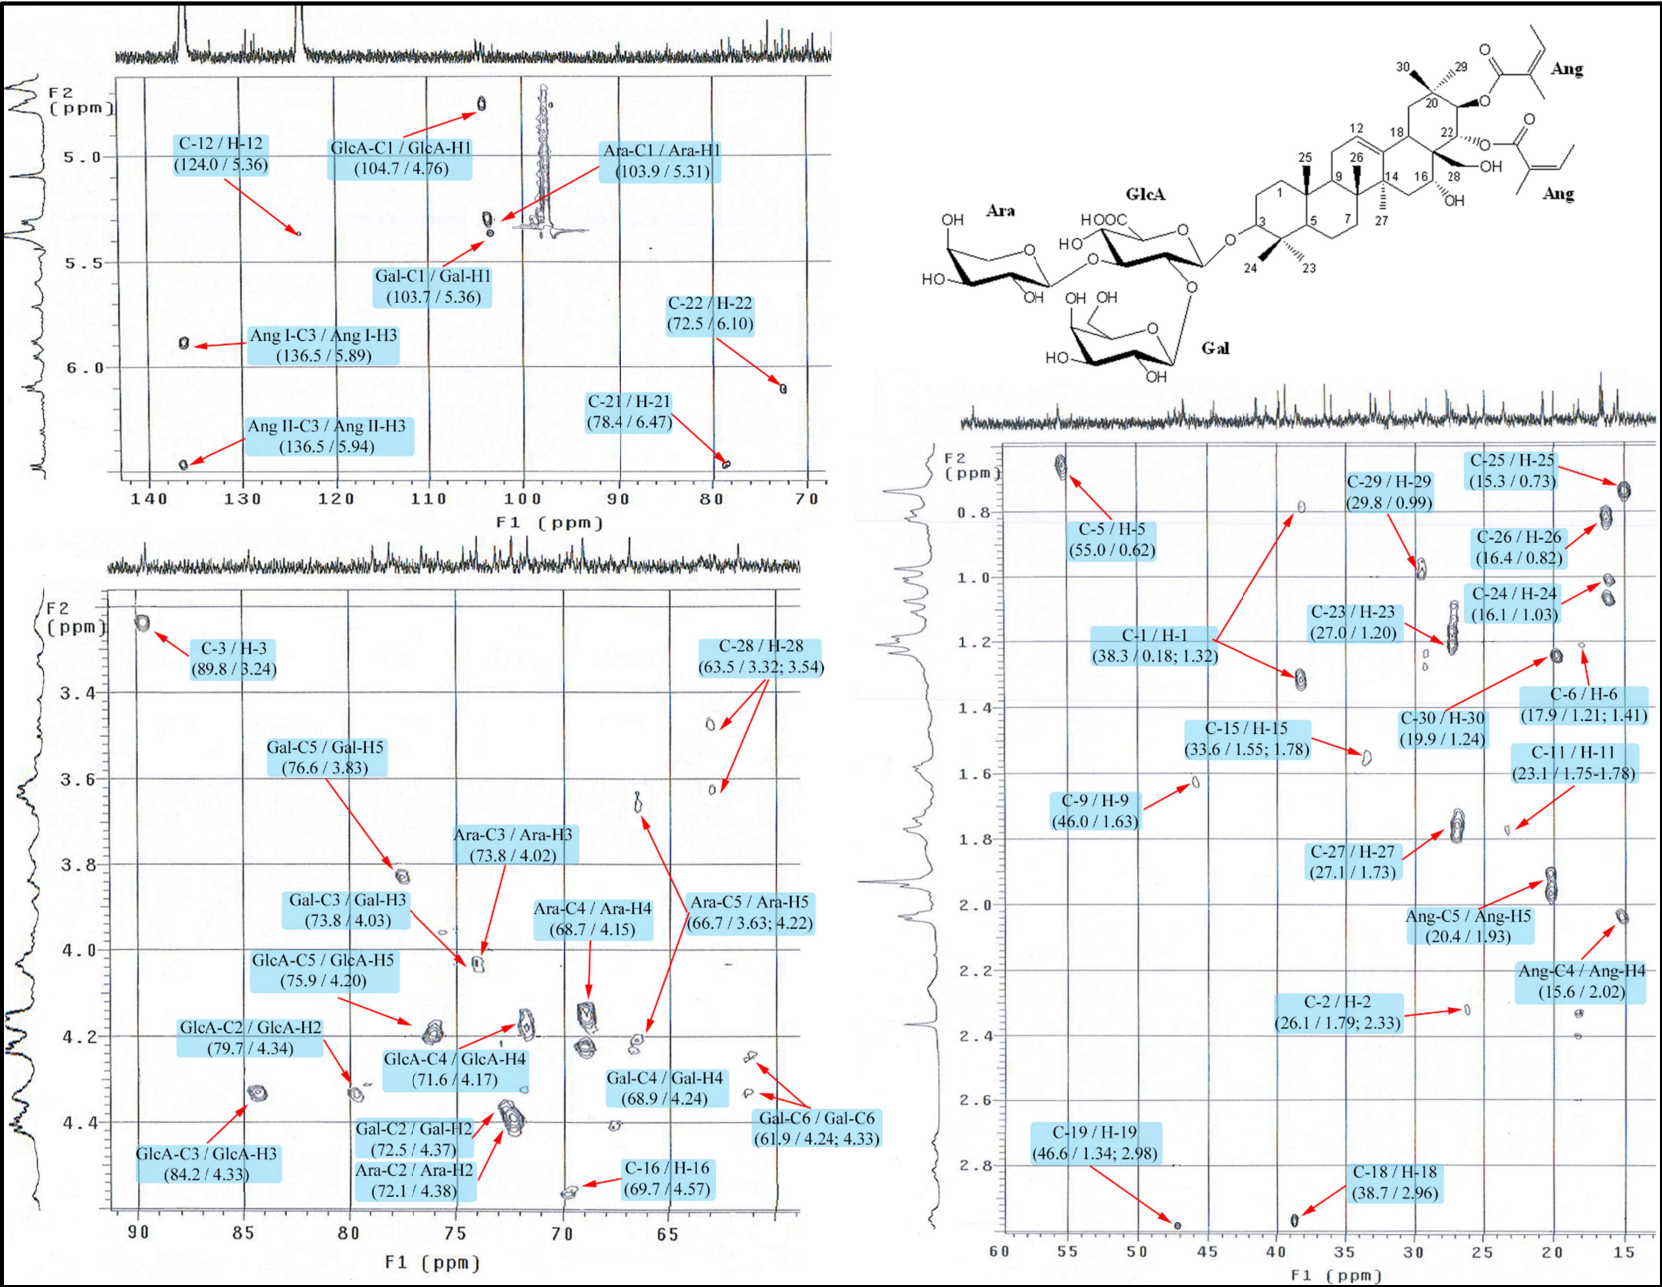 F2
(ppm)
5.0
5.5
6.0
C-12 / H-12
(124.0 / 5.36)
GlcA-C1 / GlcA-H1
(104.7 / 4.76)
Ara-C1 / Ara-H1
(103.9 / 5.31)
Gal-C1 / Gal-H1
(103.7 / 5.36)
C-22 / H-22
(72.5 / 6.10)
Ang I-C3 / Ang I-H3
(136.5 / 5.89)
C-21 / H-21
(78.4 / 6.47)
Ang II-C3 / Ang II-H3
(136.5 / 5.94)
140 130 120 110 100 90 80 70
F1 (ppm)
30
29
O
Ang
20
O
12
18
22
O
O
25
26
OH
28
16
14
9
1
OH
Ang
27
3
5
7
O
24
23
GlcA
HOOC
O
HO
O
O
Ara
OH
O
HO
OH
OH
OH
O
HO
OH
Gal
F2
(ppm)
3.4
3.6
3.8
4.0
4.2
4.4
C-3 / H-3
(89.8 / 3.24)
C-28 / H-28
(63.5 / 3.32; 3.54)
Gal-C5 / Gal-H5
(76.6 / 3.83)
Ara-C3 / Ara-H3
(73.8 / 4.02)
Gal-C3 / Gal-H3
(73.8 / 4.03)
Ara-C4 / Ara-H4
(68.7 / 4.15)
Ara-C5 / Ara-H5
(66.7 / 3.63; 4.22)
GlcA-C5 / GlcA-H5
(75.9 / 4.20)
GlcA-C2 / GlcA-H2
(79.7 / 4.34)
GlcA-C4 / GlcA-H4
(71.6 / 4.17)
Gal-C4 / Gal-H4
(68.9 / 4.24)
Gal-C6 / Gal-C6
(61.9 / 4.24; 4.33)
Gal-C2 / Gal-H2
(72.5 / 4.37)
GlcA-C3 / GlcA-H3
(84.2 / 4.33)
Ara-C2 / Ara-H2
(72.1 / 4.38)
C-16 / H-16
(69.7 / 4.57)
90 85 80 75 70 65
F1 (ppm)
F2
(ppm)
0.8
1.0
1.2
1.4
1.6
1.8
2.0
2.2
2.4
2.6
2.8
C-25 / H-25
(15.3 / 0.73)
C-29 / H-29
(29.8 / 0.99)
C-5 / H-5
(55.0 / 0.62)
C-26 / H-26
(16.4 / 0.82)
C-24 / H-24
(16.1 / 1.03)
C-23 / H-23
(27.0 / 1.20)
C-1 / H-1
(38.3 / 0.18; 1.32)
C-6 / H-6
(17.9 / 1.21; 1.41)
C-30 / H-30
(19.9 / 1.24)
C-15 / H-15
(33.6 / 1.55; 1.78)
C-11 / H-11
(23.1 / 1.75-1.78)
C-9 / H-9
(46.0 / 1.63)
C-27 / H-27
(27.1 / 1.73)
Ang-C5 / Ang-H5
(20.4 / 1.93)
Ang-C4 / Ang-H4
(15.6 / 2.02)
C-2 / H-2
(26.1 / 1.79; 2.33)
C-19 / H-19
(46.6 / 1.34; 2.98)
C-18 / H-18
(38.7 / 2.96)
60 55 50 45 40 35 30 25 20 15
F1 (ppm)